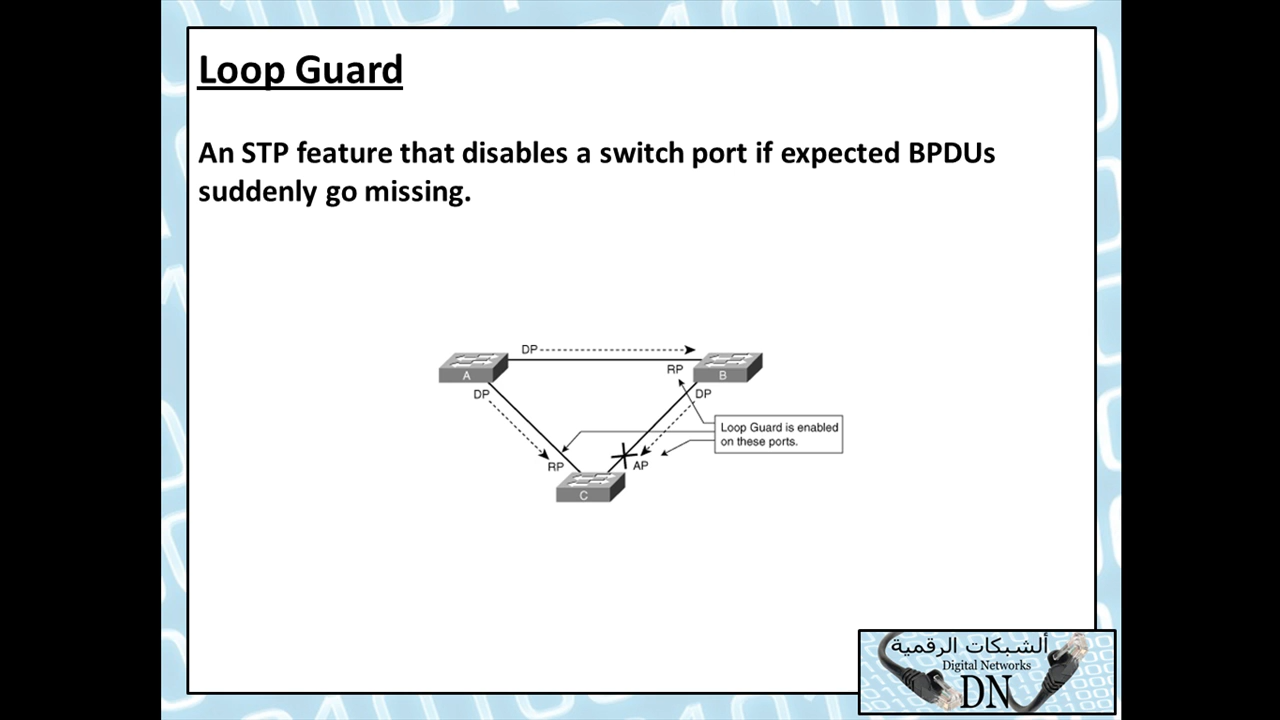 Loop Guard
An STP feature that disables a switch port if expected BPDUs
suddenly go missing.
DP
A
RP
B
DP
DP
Loop Guard is enabled
on these ports.
RP
AP
C
ألشبكات الرقمية
Digital Networks
DN